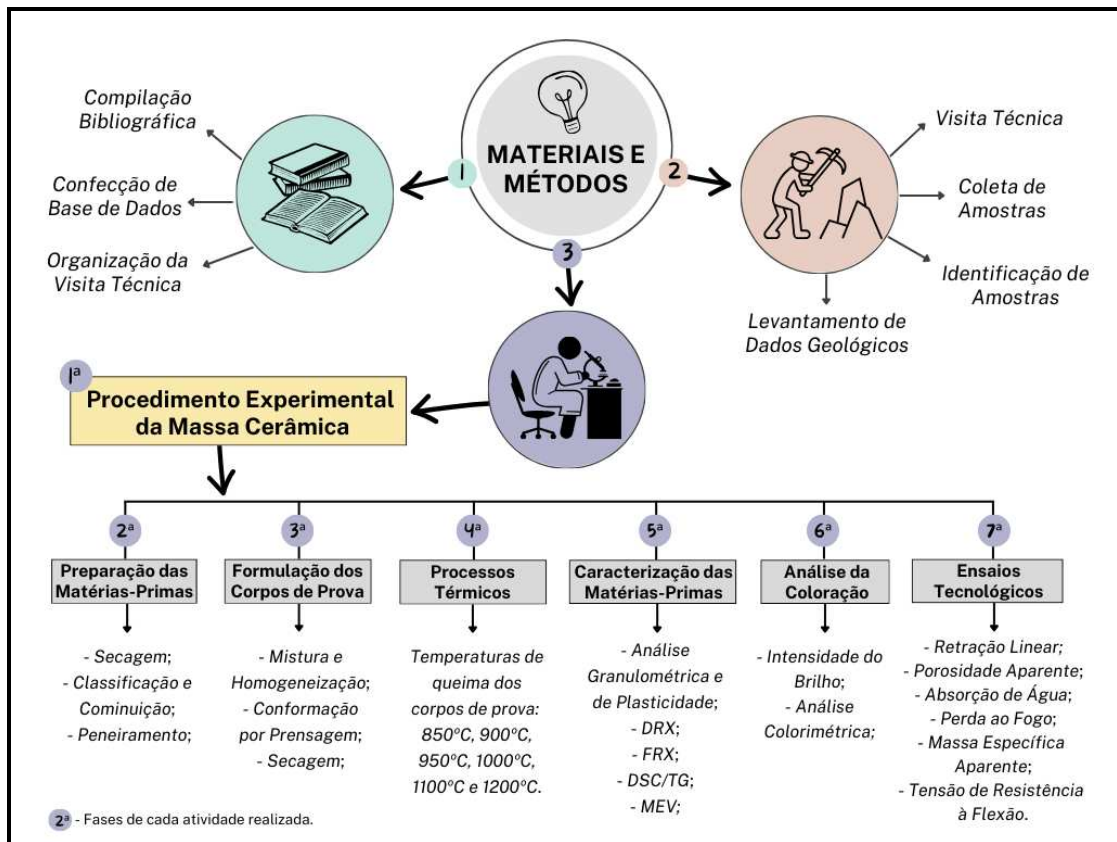 MATERIAIS E
MÉTODOS
1
2
3
Compilação
Bibliográfica
Confecção de
Base de Dados
Organização da
Visita Técnica
Visita Técnica
Coleta de
Amostras
Identificação de
Amostras
Levantamento de
Dados Geológicos
1ª
Procedimento Experimental
da Massa Cerâmica
2ª
Preparação das
Matérias-Primas
- Secagem;
- Classificação e
Cominuição;
- Peneiramento;
3ª
Formulação dos
Corpos de Prova
- Mistura e
Homogeneização;
- Conformação
por Prensagem;
- Secagem;
4ª
Processos
Térmicos
Temperaturas de
queima dos
corpos de prova:
850ºC, 900ºC,
950ºC, 1000ºC,
1100ºC e 1200ºC.
5ª
Caracterização das
Matérias-Primas
- Análise
Granulométrica e
de Plasticidade;
- DRX;
- FRX;
- DSC/TG;
- MEV;
6ª
Análise da
Coloração
- Intensidade do
Brilho;
- Análise
Colorimétrica;
7ª
Ensaios
Tecnológicos
- Retração Linear;
- Porosidade Aparente;
- Absorção de Água;
- Perda ao Fogo;
- Massa Específica
Aparente;
- Tensão de Resistência
à Flexão.
2ª - Fases de cada atividade realizada.